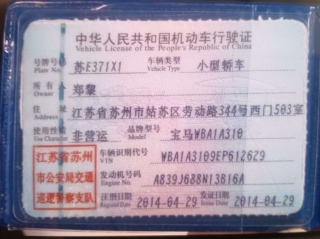 中华人民共和国机动车行驶证
Vehicle License of the People's Republic of China
号牌号码 Plate No. 苏E37IX1 车辆类型 Vehicle Type 小型轿车
所有人 Owner 郑黎
住址 Address 江苏省苏州市姑苏区劳动路344号西门503室
使用性质 Use Character 非营运 品牌型号 Model 宝马WBA1A310
江苏省苏州市公安局交通巡逻警察支队
车辆识别代号 VIN WBA1A3109EP612629
发动机号码 Engine No. A839J688N13B16A
注册日期 Register Date 2014-04-29 发证日期 Issue Date 2014-04-29